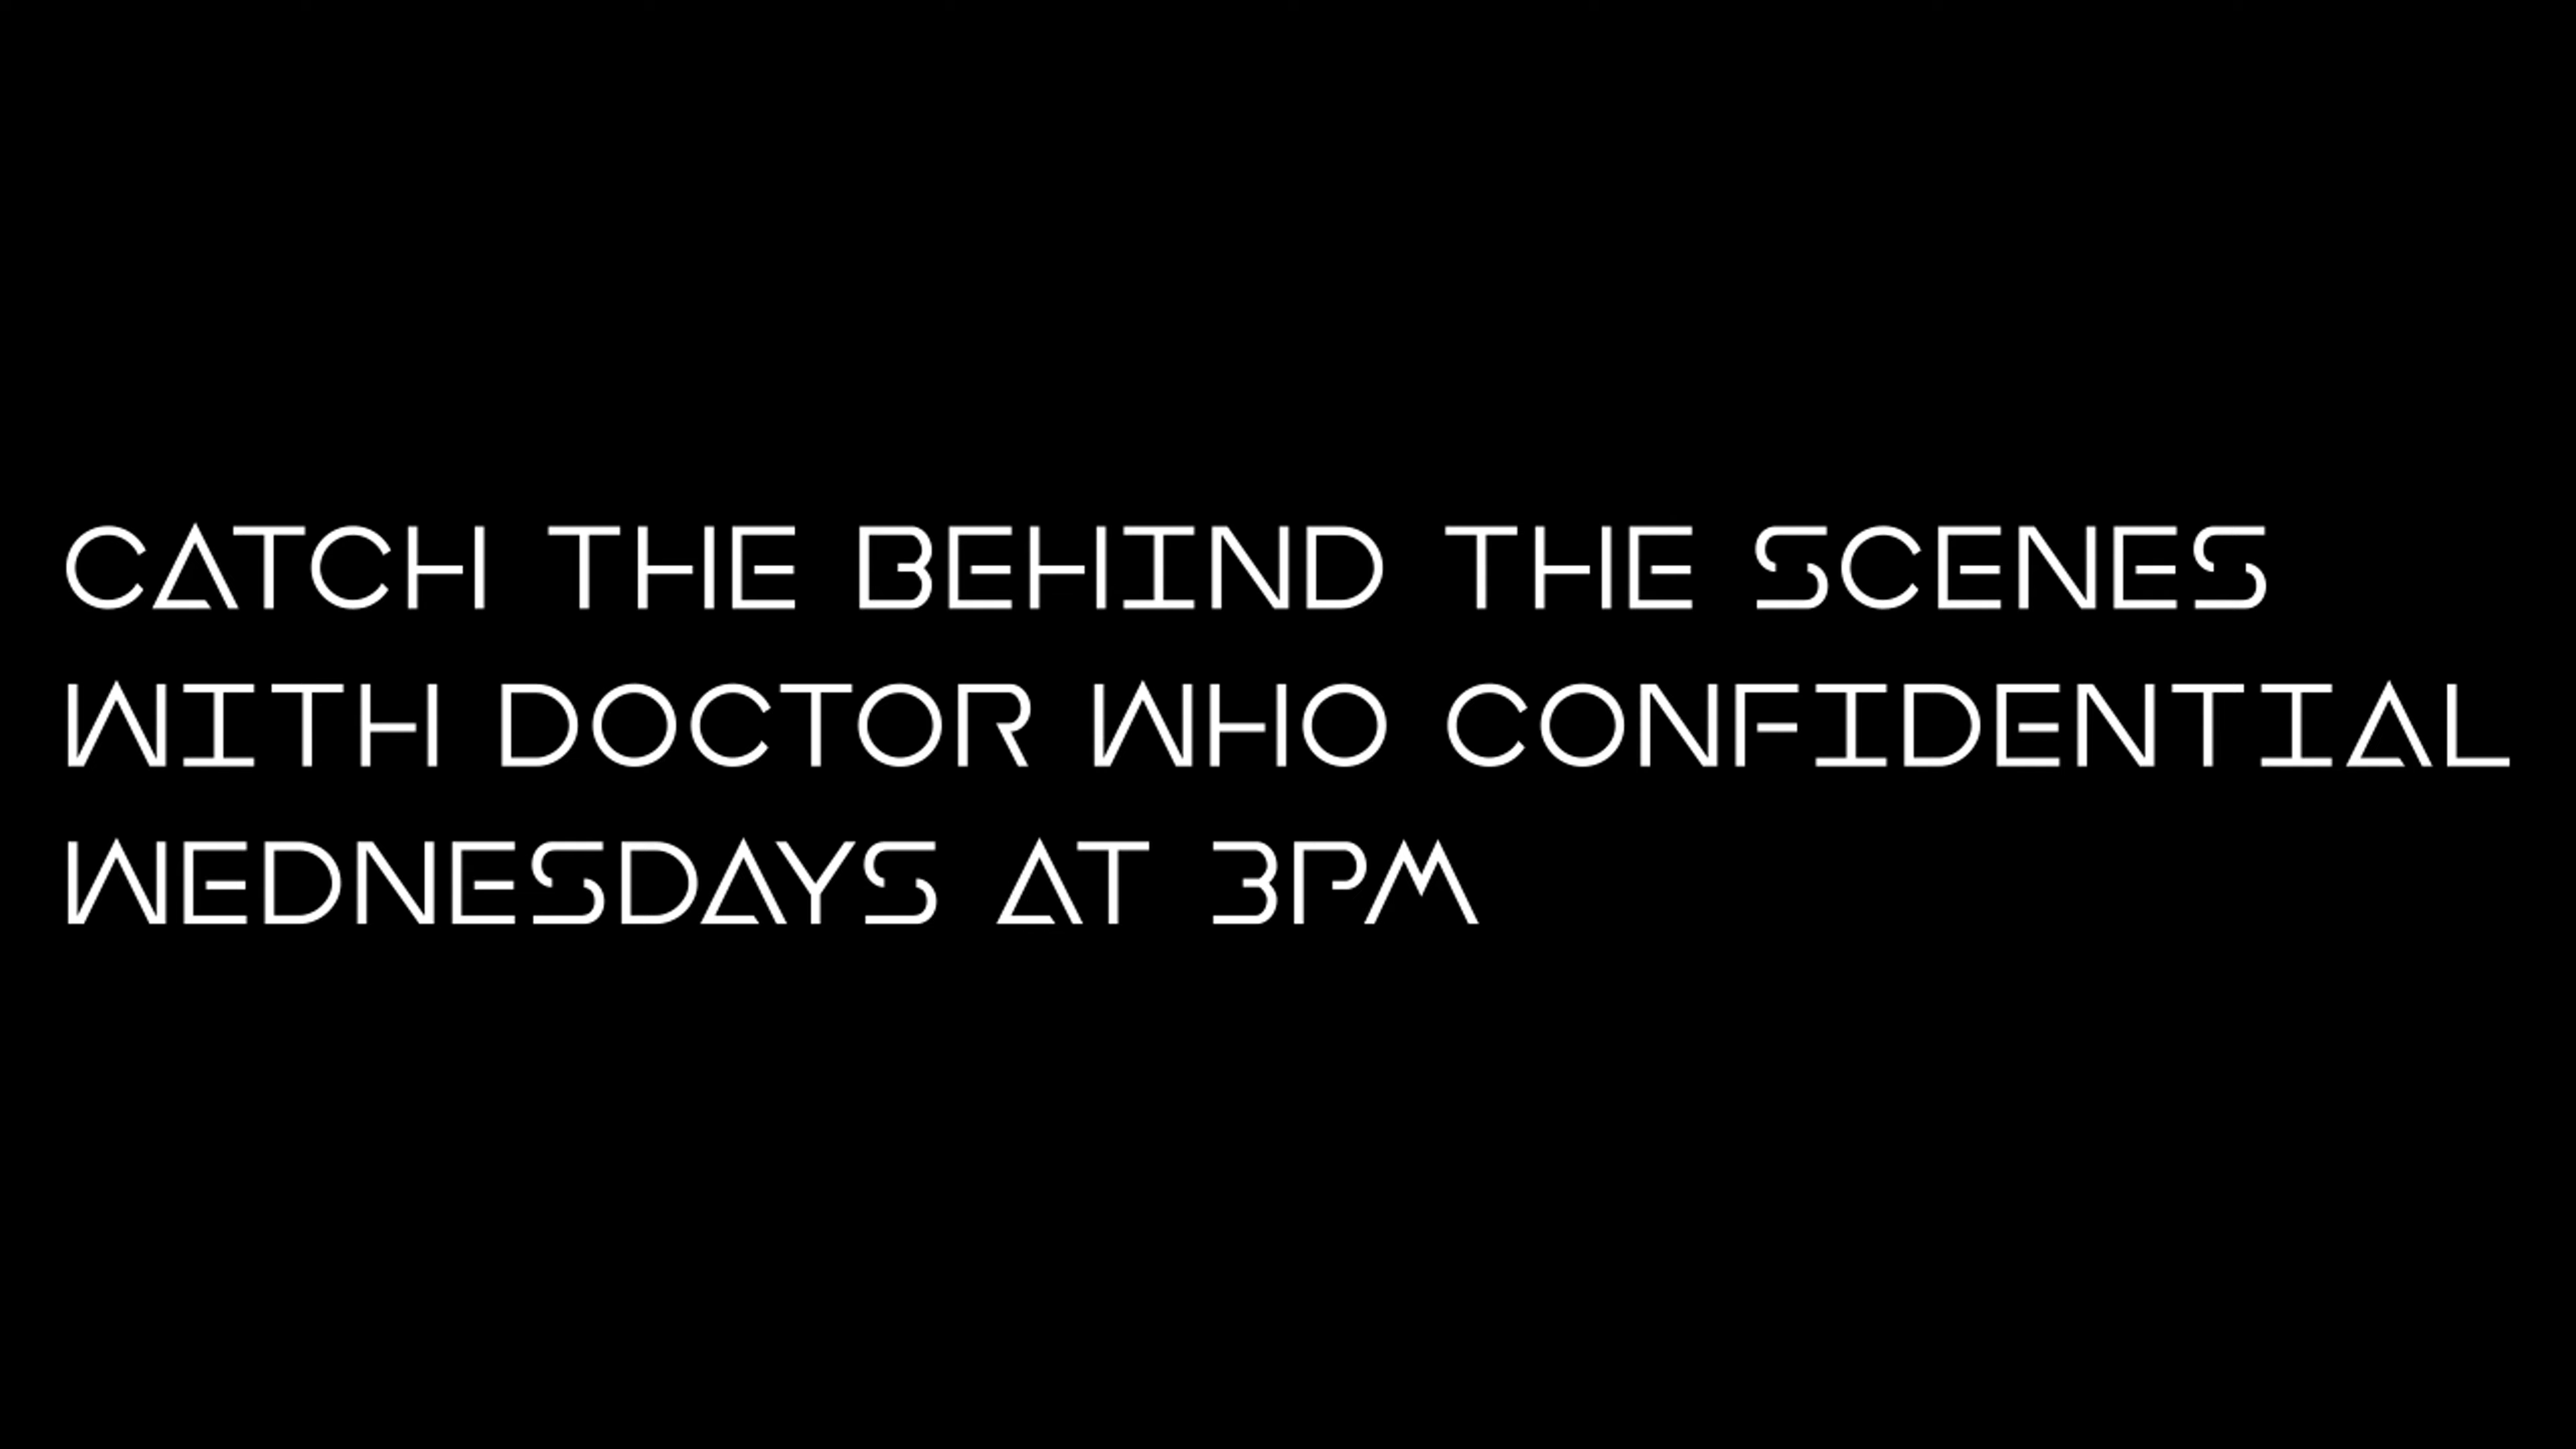 CATCH THE BEHIND THE SCENES
WITH DOCTOR WHO CONFIDENTIAL
WEDNESDAYS AT 3PM